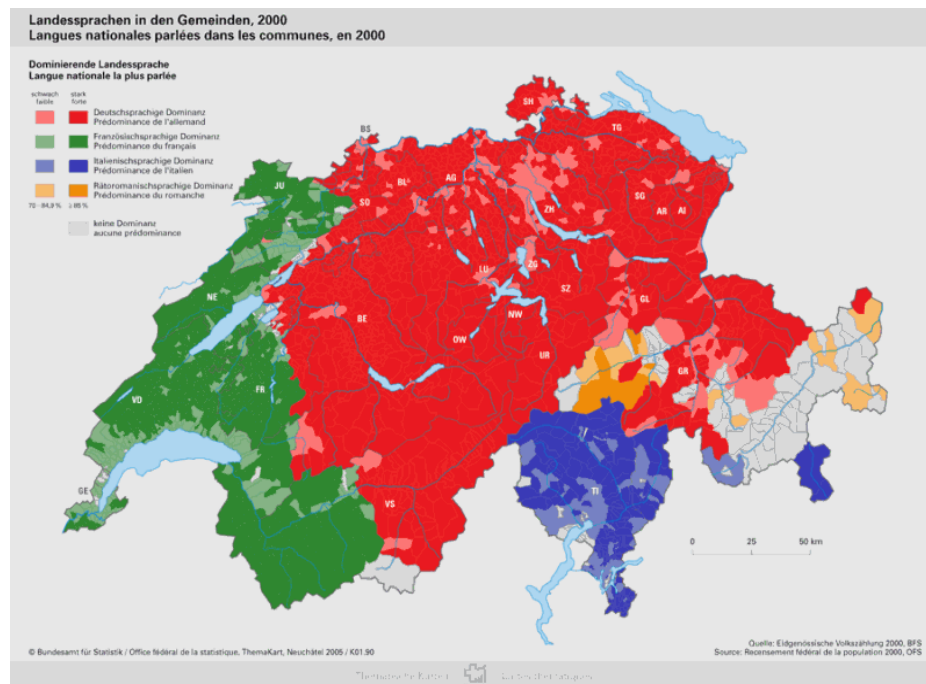 Landessprachen in den Gemeinden, 2000
Langues nationales parlées dans les communes, en 2000
Dominierende Landessprache
Langue nationale la plus parlée
schwach
faible
stark
forte
Deutschsprachige Dominanz
Prédominance de l'allemand
Französischsprachige Dominanz
Prédominance du français
Italienischsprachige Dominanz
Prédominance de l'italien
Rätoromanischsprachige Dominanz
Prédominance du romanche
70 - 84,9 %
≥ 85 %
keine Dominanz
aucune prédominance
SH
BS
TG
BL
AG
JU
SO
ZH
SG
AR
AI
LU
ZG
SZ
NE
GL
BE
NW
OW
UR
GR
FR
VD
GE
VS
TI
0 25 50 km
© Bundesamt für Statistik / Office fédéral de la statistique, ThemaKart, Neuchâtel 2005 / K01.90
Quelle: Eidgenössische Volkszählung 2000, BFS
Source: Recensement fédéral de la population 2000, OFS